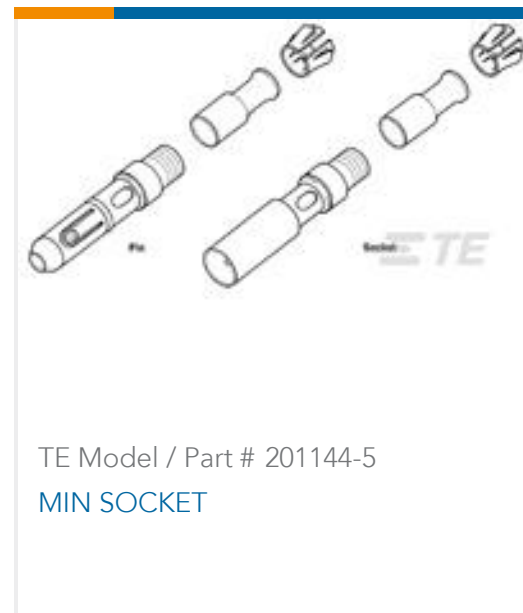 Pin
Socket
TE
TE Model / Part # 201144-5
MIN SOCKET